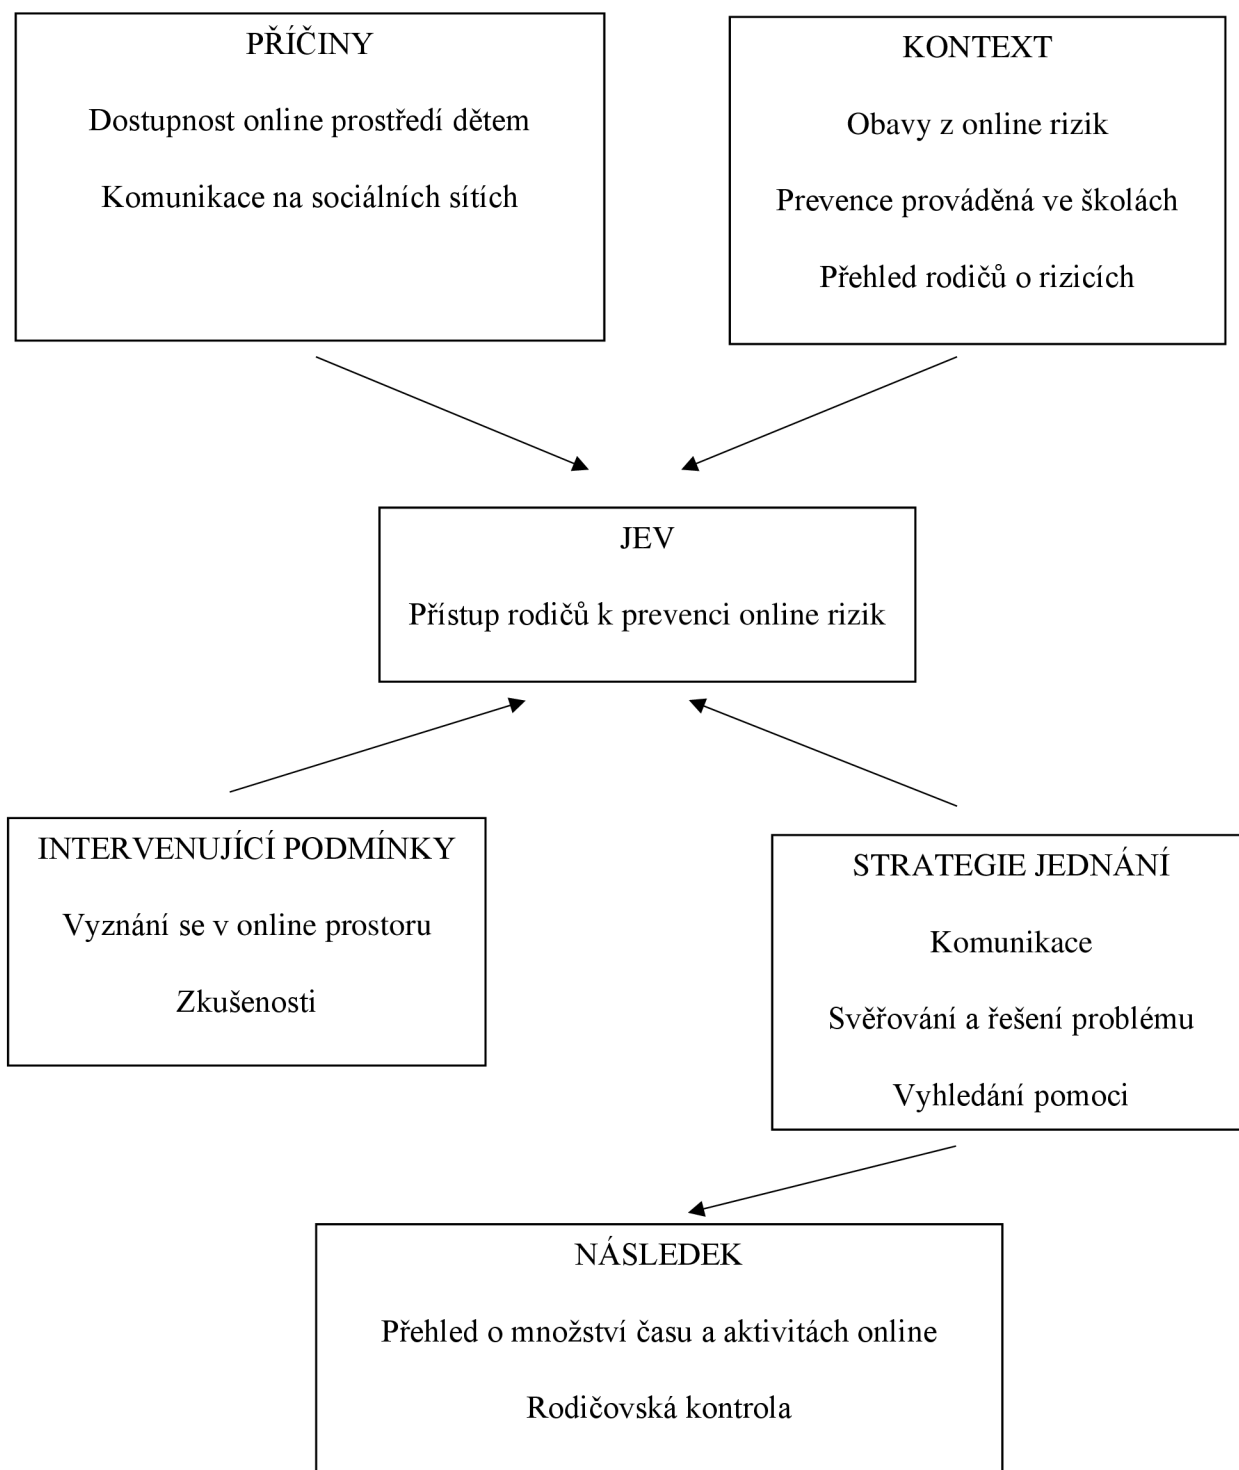 PŘÍČINY
Dostupnost online prostředí dětem
Komunikace na sociálních sítích
KONTEXT
Obavy z online rizik
Prevence prováděná ve školách
Přehled rodičů o rizicích
JEV
Přístup rodičů k prevenci online rizik
INTERVENUJÍCÍ PODMÍNKY
Vyznání se v online prostoru
Zkušenosti
STRATEGIE JEDNÁNÍ
Komunikace
Svěřování a řešení problému
Vyhledání pomoci
NÁSLEDEK
Přehled o množství času a aktivitách online
Rodičovská kontrola